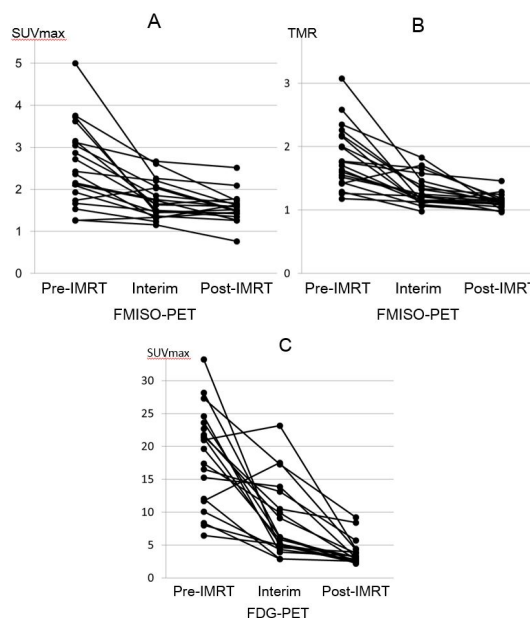 A
SUVmax
5
4
3
2
1
0
Pre-IMRT Interim Post-IMRT
FMISO-PET
B
TMR
3
2
1
0
Pre-IMRT Interim Post-IMRT
FMISO-PET
C
SUVmax
30
25
20
15
10
5
0
Pre-IMRT Interim Post-IMRT
FDG-PET